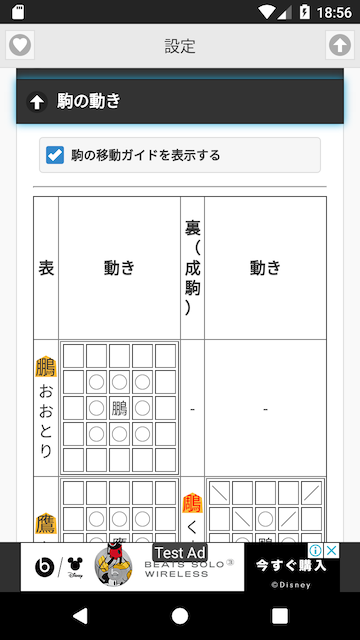 18:56
設定
駒の動き
駒の移動ガイドを表示する
表
動き
裏(成駒)
動き
鵬
おおとり
鵬
-
-
鷹
鵰
Test Ad
Disney
BEATS SOLO③
WIRELESS
今すぐ購入
©Disney